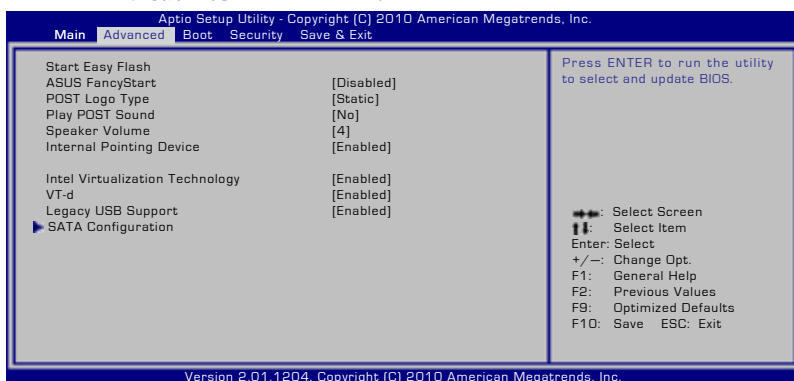 Aptio Setup Utility - Copyright (C) 2010 American Megatrends, Inc.
Main Advanced Boot Security Save & Exit
Start Easy Flash
ASUS FancyStart [Disabled]
POST Logo Type [Static]
Play POST Sound [No]
Speaker Volume [4]
Internal Pointing Device [Enabled]
Intel Virtualization Technology [Enabled]
VT-d [Enabled]
Legacy USB Support [Enabled]
SATA Configuration
Press ENTER to run the utility
to select and update BIOS.
: Select Screen
: Select Item
Enter: Select
+/—: Change Opt.
F1: General Help
F2: Previous Values
F9: Optimized Defaults
F10: Save ESC: Exit
Version 2.01.1204. Copyright (C) 2010 American Megatrends, Inc.